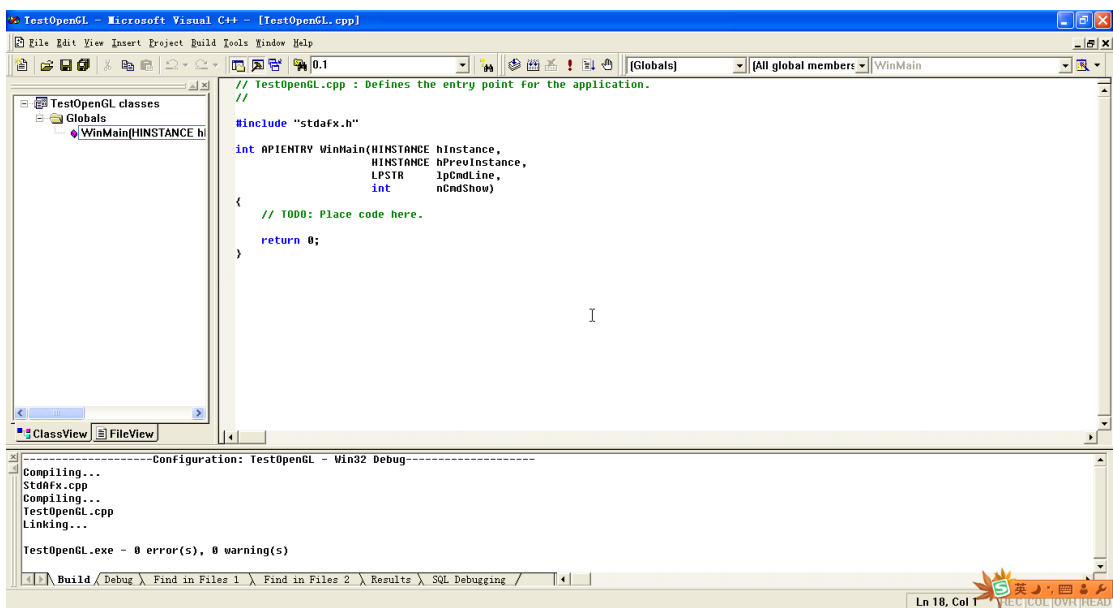 TestOpenGL - Microsoft Visual C++ - [TestOpenGL.cpp]
File Edit View Insert Project Build Tools Window Help
0.1
(Globals)
(All global members
WinMain
TestOpenGL classes
Globals
WinMain(HINSTANCE hI
ClassView
FileView
// TestOpenGL.cpp : Defines the entry point for the application.
//
#include "stdafx.h"
int APIENTRY WinMain(HINSTANCE hInstance,
HINSTANCE hPrevInstance,
LPSTR lpCmdLine,
int nCmdShow)
{
// TODO: Place code here.
return 0;
}
--------------------Configuration: TestOpenGL - Win32 Debug--------------------
Compiling...
StdAfx.cpp
Compiling...
TestOpenGL.cpp
Linking...
TestOpenGL.exe - 0 error(s), 0 warning(s)
Build Debug Find in Files 1 Find in Files 2 Results SQL Debugging
英
Ln 18, Col 1
REC COL OVR READ